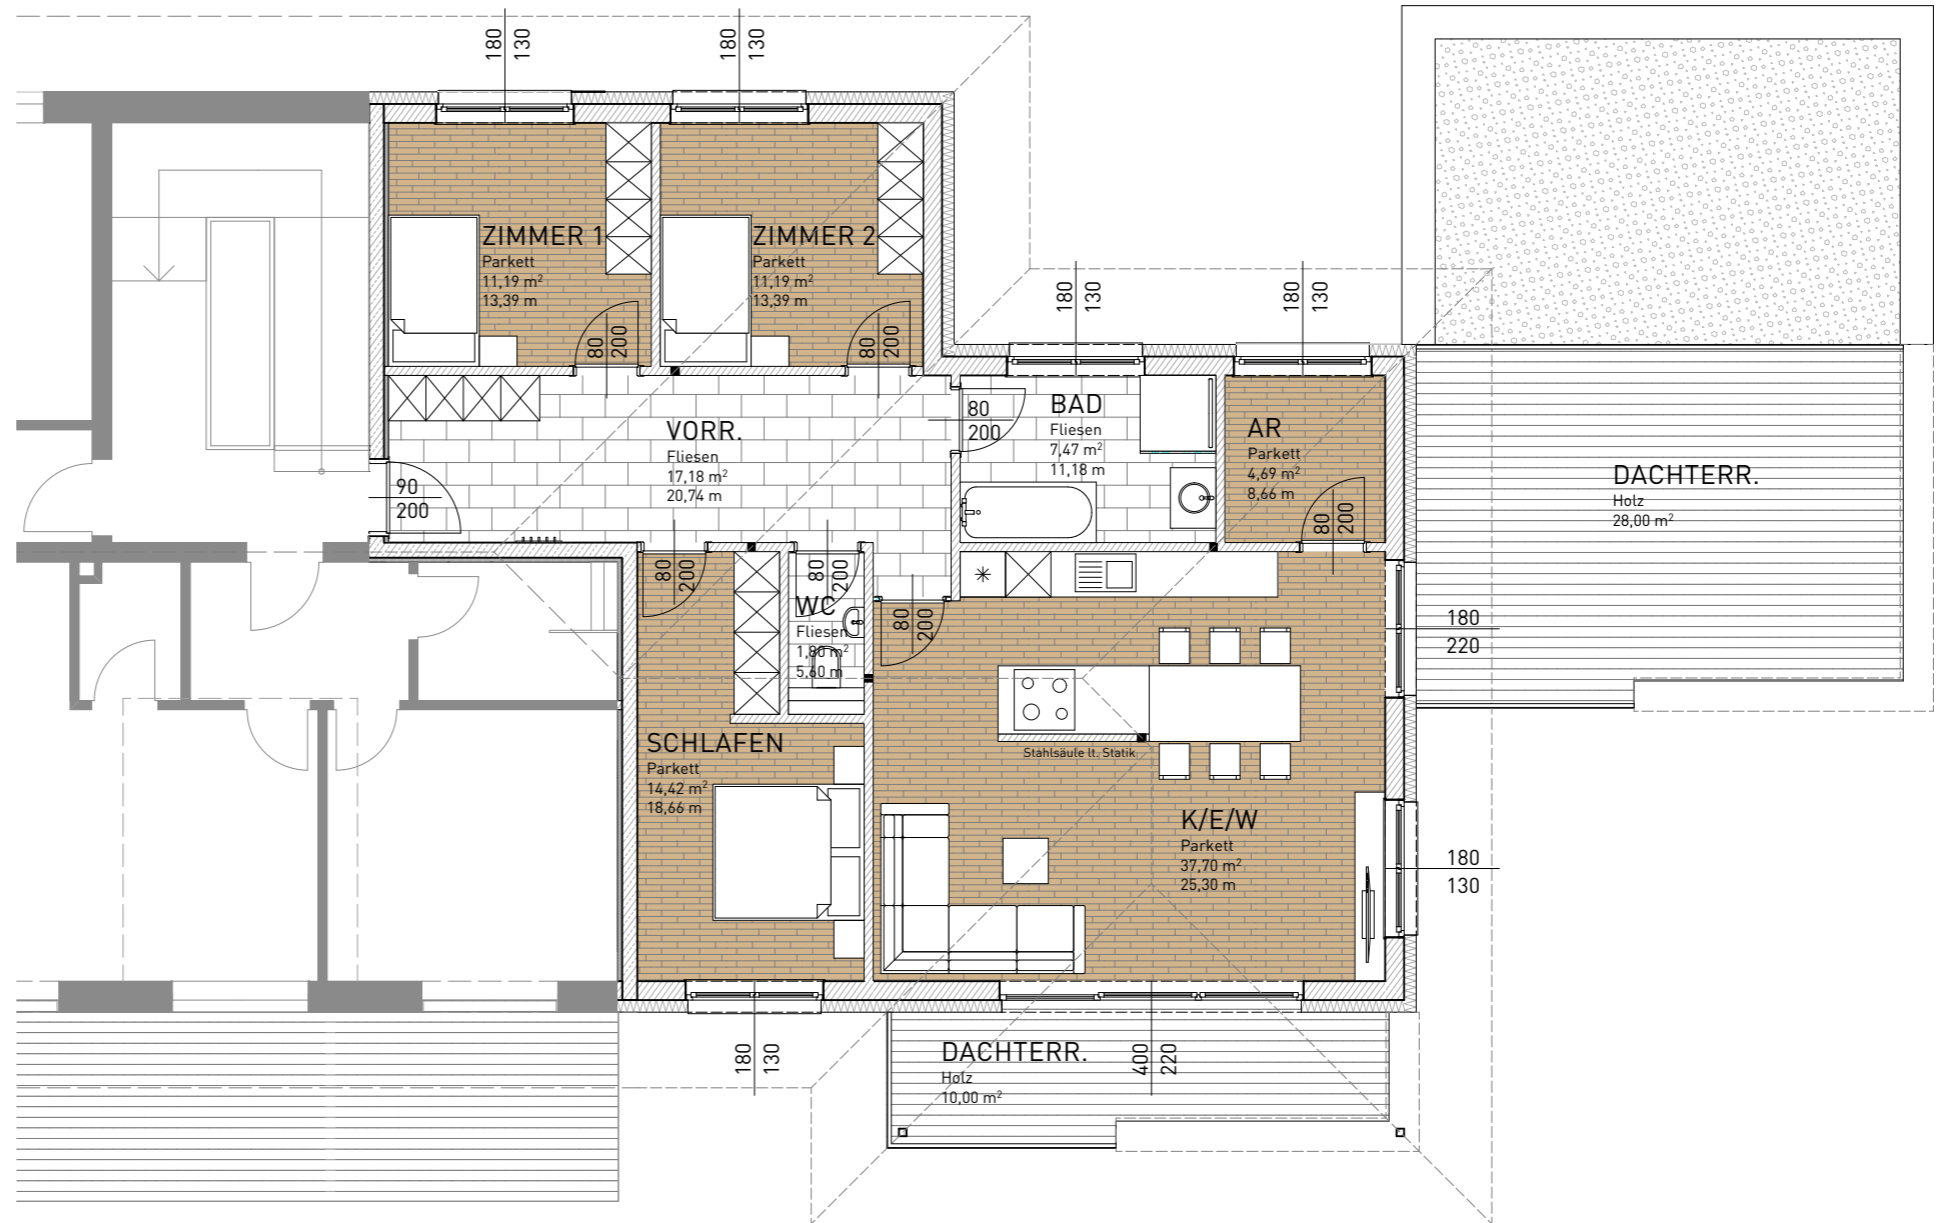 180
130
180
130
ZIMMER 1
Parkett
11,19 m²
13,39 m
80
200
ZIMMER 2
Parkett
11,19 m²
13,39 m
80
200
180
130
180
130
VORR.
Fliesen
17,18 m²
20,74 m
90
200
80
200
BAD
Fliesen
7,47 m²
11,18 m
AR
Parkett
4,69 m²
8,66 m
80
200
DACHTERR.
Holz
28,00 m²
80
200
80
200
WC
Fliesen
1,80 m²
5,60 m
80
200
180
220
SCHLAFEN
Parkett
14,42 m²
18,66 m
Stahlsäule lt. Statik
K/E/W
Parkett
37,70 m²
25,30 m
180
130
180
130
DACHTERR.
Holz
10,00 m²
400
220